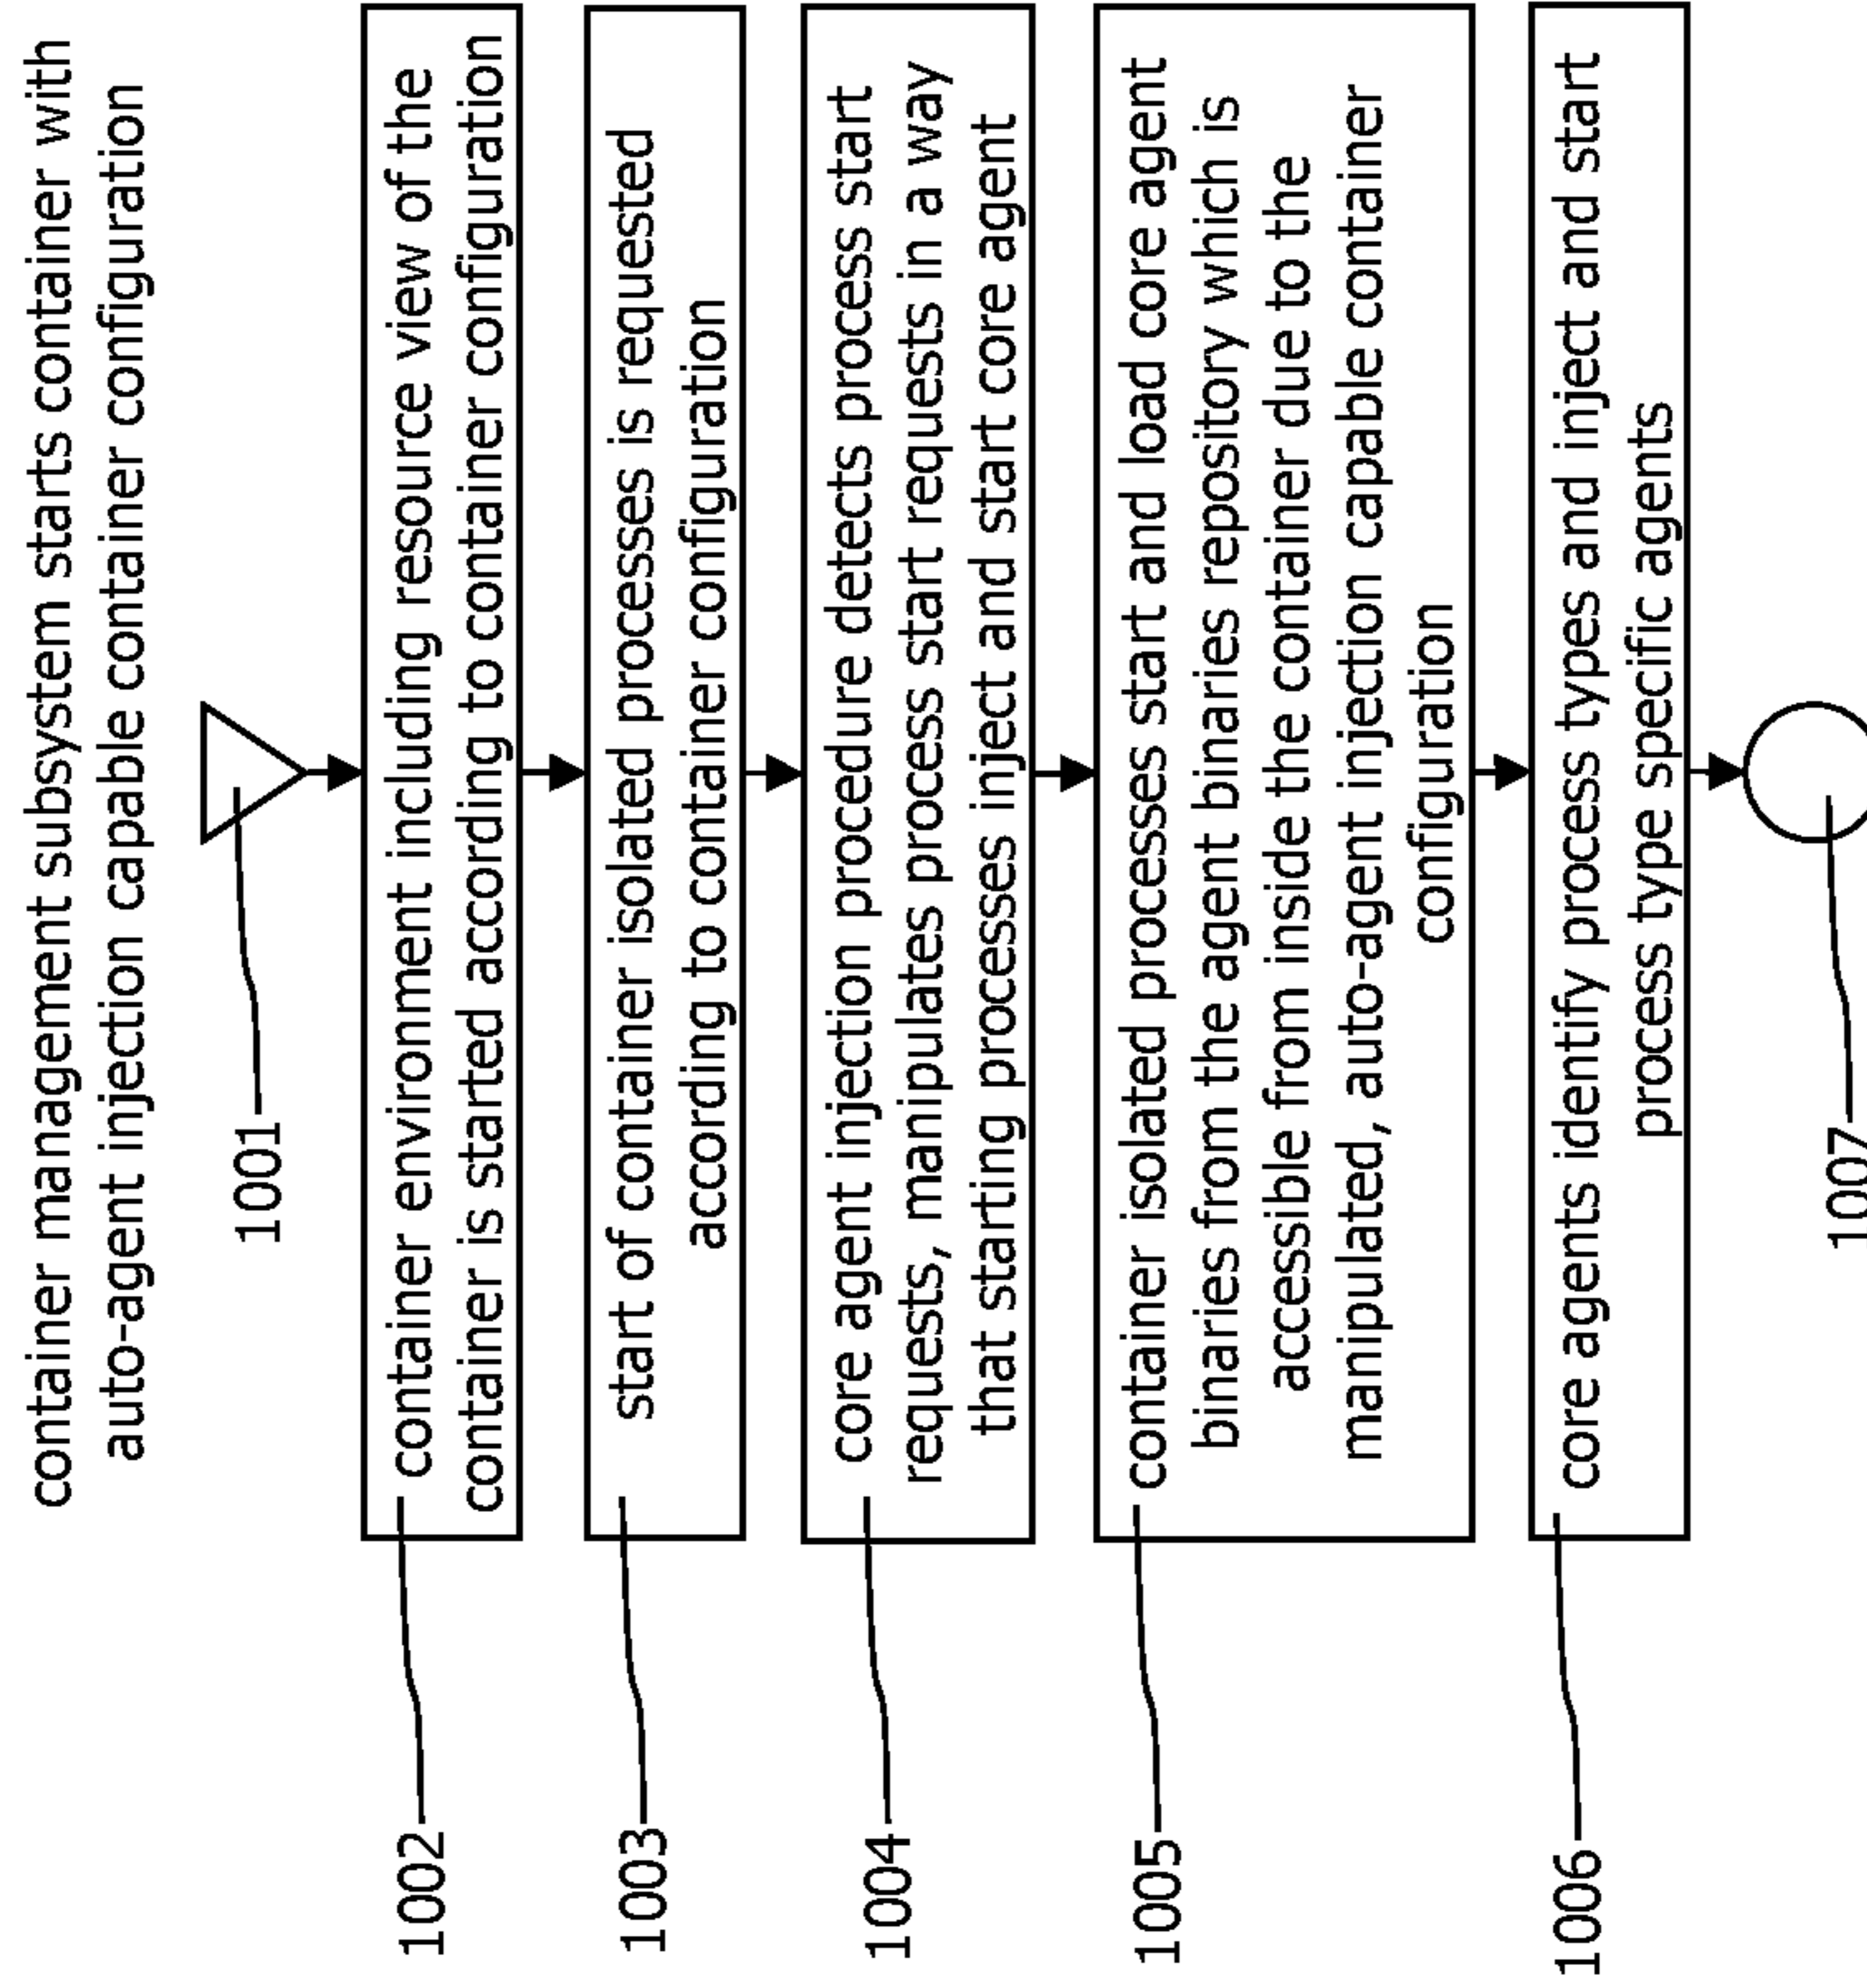 container management subsystem starts container with
auto-agent injection capable container configuration
1001
container environment including resource view of the
container is started according to container configuration
1002
start of container isolated processes is requested
according to container configuration
1003
core agent injection procedure detects process start
requests, manipulates process start requests in a way
that starting processes inject and start core agent
1004
container isolated processes start and load core agent
binaries from the agent binaries repository which is
accessible from inside the container due to the
manipulated, auto-agent injection capable container
configuration
1005
core agents identify process types and inject and start
process type specific agents
1006
1007